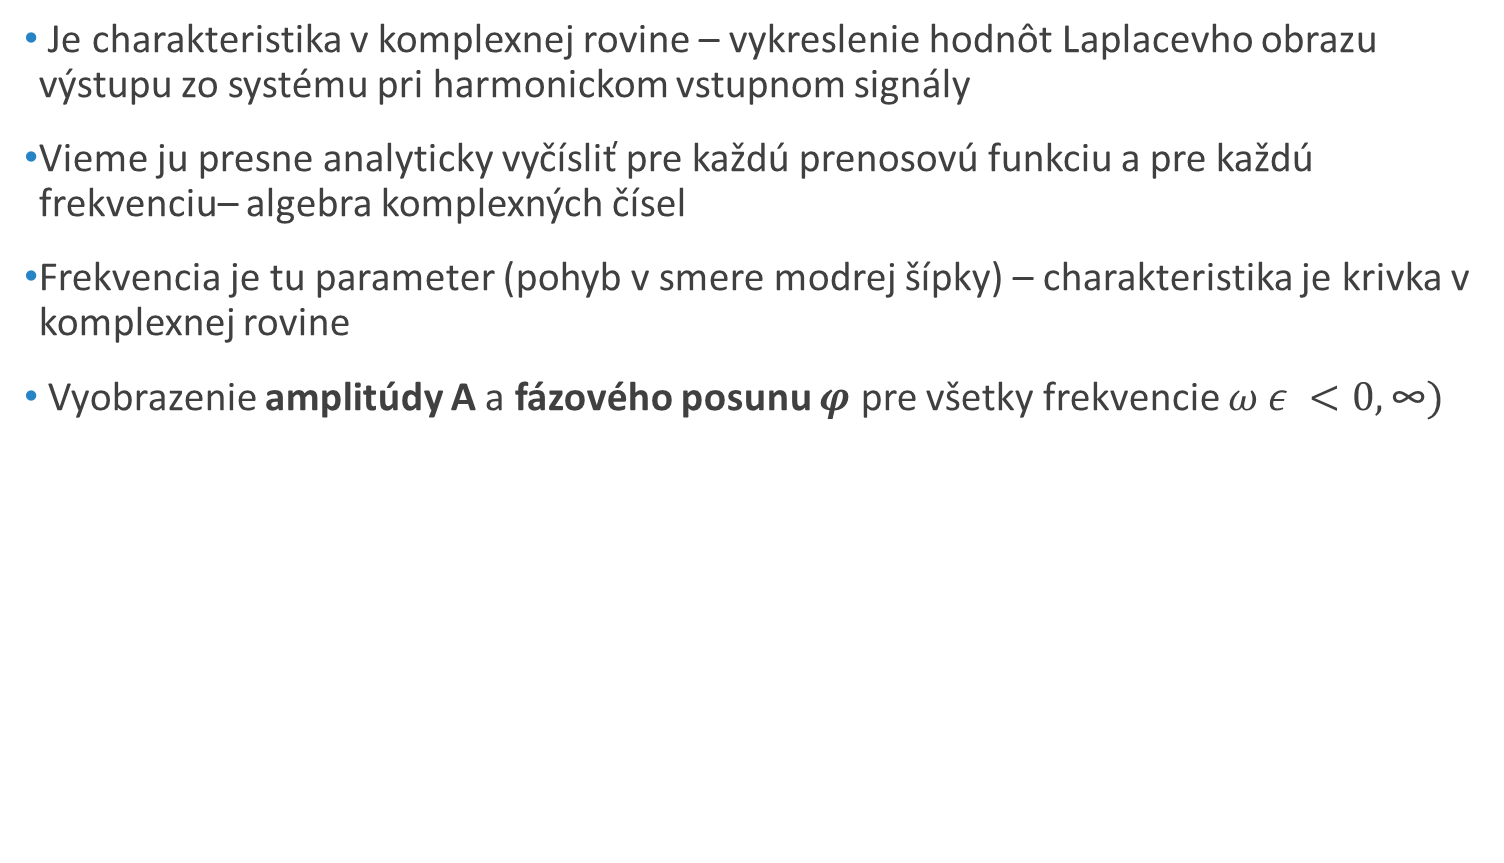 • Je charakteristika v komplexnej rovine – vykreslenie hodnôt Laplacevho obrazu
výstupu zo systému pri harmonickom vstupnom signály
•Vieme ju presne analyticky vyčísliť pre každú prenosovú funkciu a pre každú
frekvenciu– algebra komplexných čísel
•Frekvencia je tu parameter (pohyb v smere modrej šípky) – charakteristika je krivka v
komplexnej rovine
• Vyobrazenie amplitúdy A a fázového posunu φ pre všetky frekvencie ω ϵ < 0, ∞)